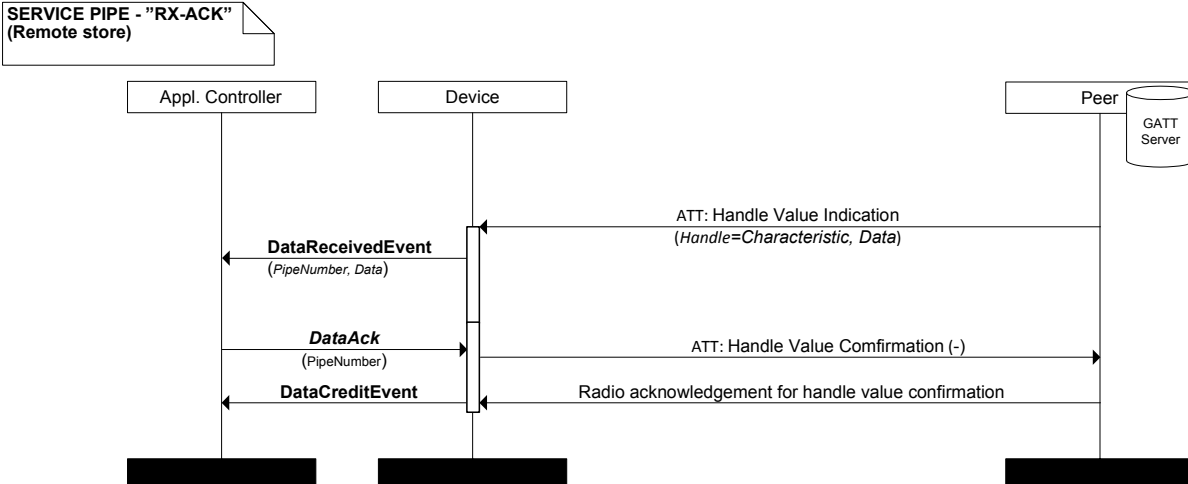 SERVICE PIPE - ”RX-ACK”
(Remote store)
Appl. Controller
Device
Peer
GATT
Server
ATT: Handle Value Indication
(Handle=Characteristic, Data)
DataReceivedEvent
(PipeNumber, Data)
DataAck
(PipeNumber)
ATT: Handle Value Comfirmation (-)
DataCreditEvent
Radio acknowledgement for handle value confirmation